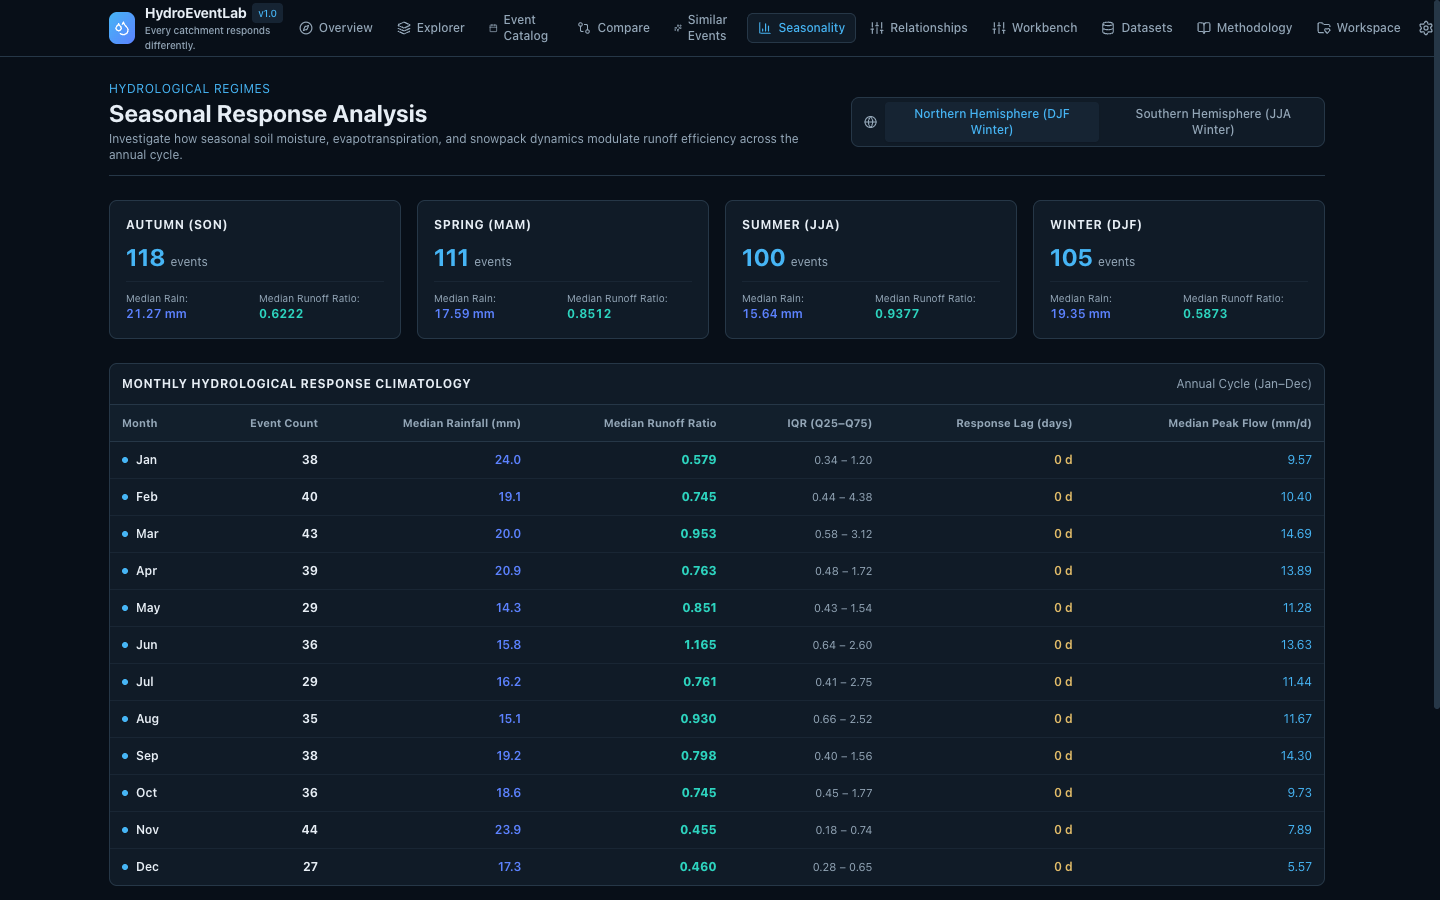 HydroEventLab v1.0
Every catchment responds
differently.
Overview
Explorer
Event
Catalog
Compare
Similar
Events
Seasonality
Relationships
Workbench
Datasets
Methodology
Workspace
HYDROLOGICAL REGIMES
Seasonal Response Analysis
Investigate how seasonal soil moisture, evapotranspiration, and snowpack dynamics modulate runoff efficiency across the
annual cycle.
Northern Hemisphere (DJF
Winter)
Southern Hemisphere (JJA
Winter)
AUTUMN (SON)
118 events
Median Rain: Median Runoff Ratio:
21.27 mm 0.6222
SPRING (MAM)
111 events
Median Rain: Median Runoff Ratio:
17.59 mm 0.8512
SUMMER (JJA)
100 events
Median Rain: Median Runoff Ratio:
15.64 mm 0.9377
WINTER (DJF)
105 events
Median Rain: Median Runoff Ratio:
19.35 mm 0.5873
MONTHLY HYDROLOGICAL RESPONSE CLIMATOLOGY Annual Cycle (Jan–Dec)
Month Event Count Median Rainfall (mm) Median Runoff Ratio IQR (Q25–Q75) Response Lag (days) Median Peak Flow (mm/d)
Jan 38 24.0 0.579 0.34 – 1.20 0 d 9.57
Feb 40 19.1 0.745 0.44 – 4.38 0 d 10.40
Mar 43 20.0 0.953 0.58 – 3.12 0 d 14.69
Apr 39 20.9 0.763 0.48 – 1.72 0 d 13.89
May 29 14.3 0.851 0.43 – 1.54 0 d 11.28
Jun 36 15.8 1.165 0.64 – 2.60 0 d 13.63
Jul 29 16.2 0.761 0.41 – 2.75 0 d 11.44
Aug 35 15.1 0.930 0.66 – 2.52 0 d 11.67
Sep 38 19.2 0.798 0.40 – 1.56 0 d 14.30
Oct 36 18.6 0.745 0.45 – 1.77 0 d 9.73
Nov 44 23.9 0.455 0.18 – 0.74 0 d 7.89
Dec 27 17.3 0.460 0.28 – 0.65 0 d 5.57